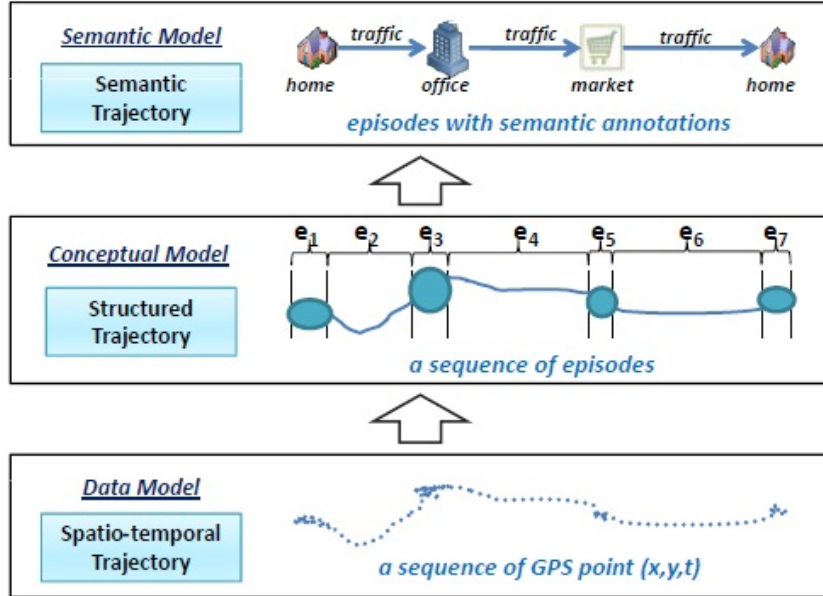 Semantic Model
Semantic
Trajectory
traffic traffic traffic
home office market home
episodes with semantic annotations
e1 e2 e3 e4 e5 e6 e7
Conceptual Model
Structured
Trajectory
a sequence of episodes
Data Model
Spatio-temporal
Trajectory
a sequence of GPS point (x,y,t)